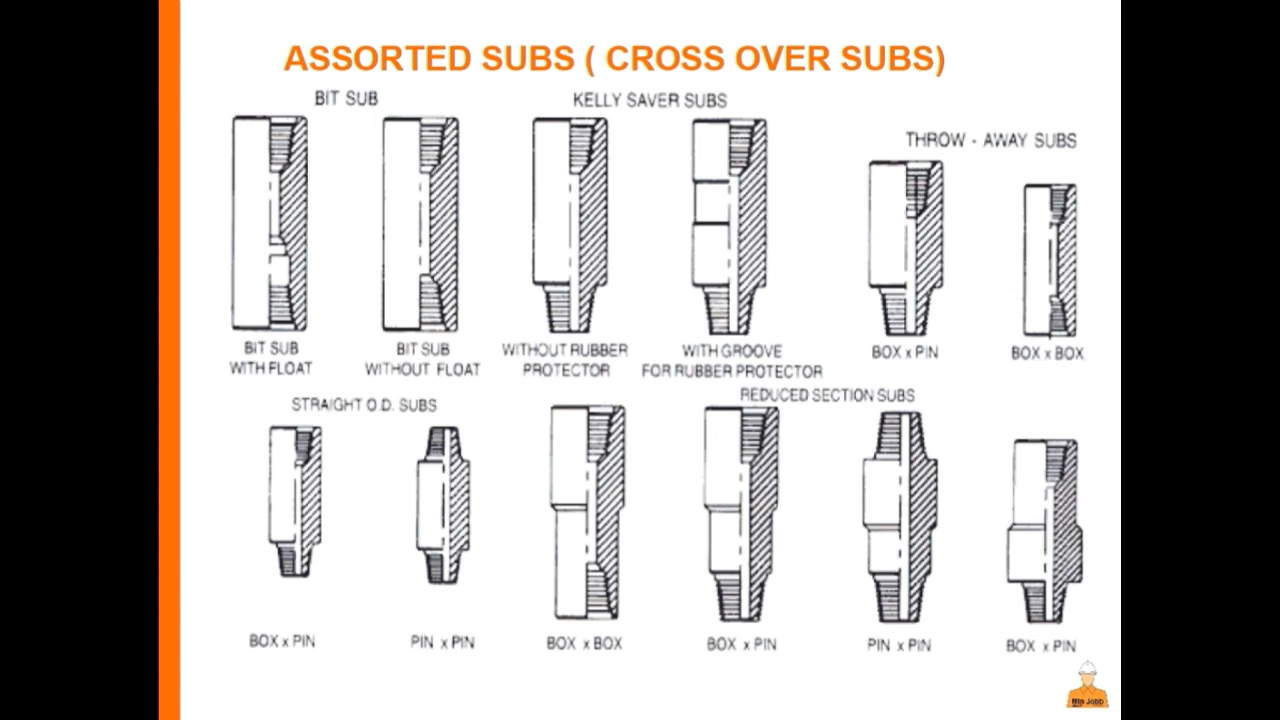 ASSORTED SUBS ( CROSS OVER SUBS)
BIT SUB
KELLY SAVER SUBS
THROW - AWAY SUBS
BIT SUB
WITH FLOAT
BIT SUB
WITHOUT FLOAT
WITHOUT RUBBER
PROTECTOR
WITH GROOVE
FOR RUBBER PROTECTOR
BOX x PIN
BOX x BOX
STRAIGHT O.D. SUBS
REDUCED SECTION SUBS
BOX x PIN
PIN x PIN
BOX x BOX
BOX x PIN
PIN x PIN
BOX x PIN